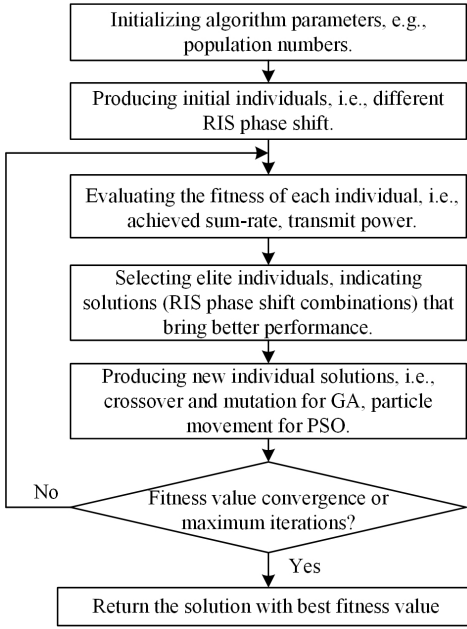 Initializing algorithm parameters, e.g.,
population numbers.
Producing initial individuals, i.e., different
RIS phase shift.
Evaluating the fitness of each individual, i.e.,
achieved sum-rate, transmit power.
Selecting elite individuals, indicating
solutions (RIS phase shift combinations) that
bring better performance.
Producing new individual solutions, i.e.,
crossover and mutation for GA, particle
movement for PSO.
No
Fitness value convergence or
maximum iterations?
Yes
Return the solution with best fitness value